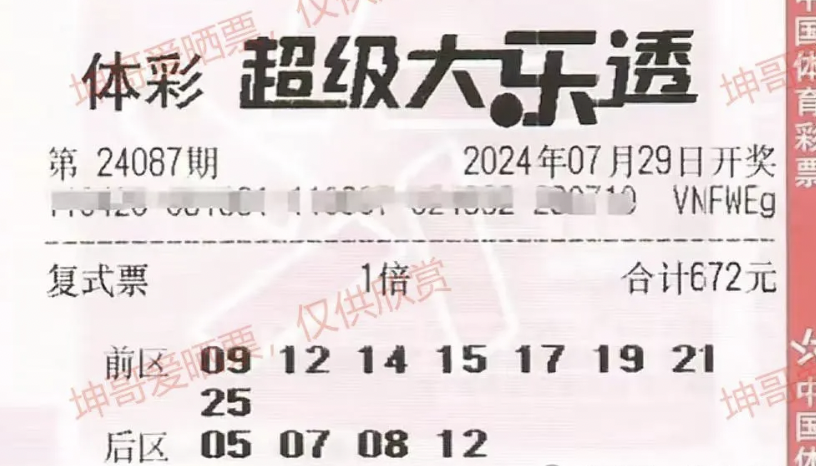 体彩 超级大乐透
第 24087期 2024年07月29日开奖
VNFWEg
复式票 1倍 合计672元
前区 09 12 14 15 17 19 21
25
后区 05 07 08 12
坤哥爱晒票，仅供欣赏
坤哥爱晒票，仅供欣赏
坤哥
坤哥
中国体育彩票
中国体